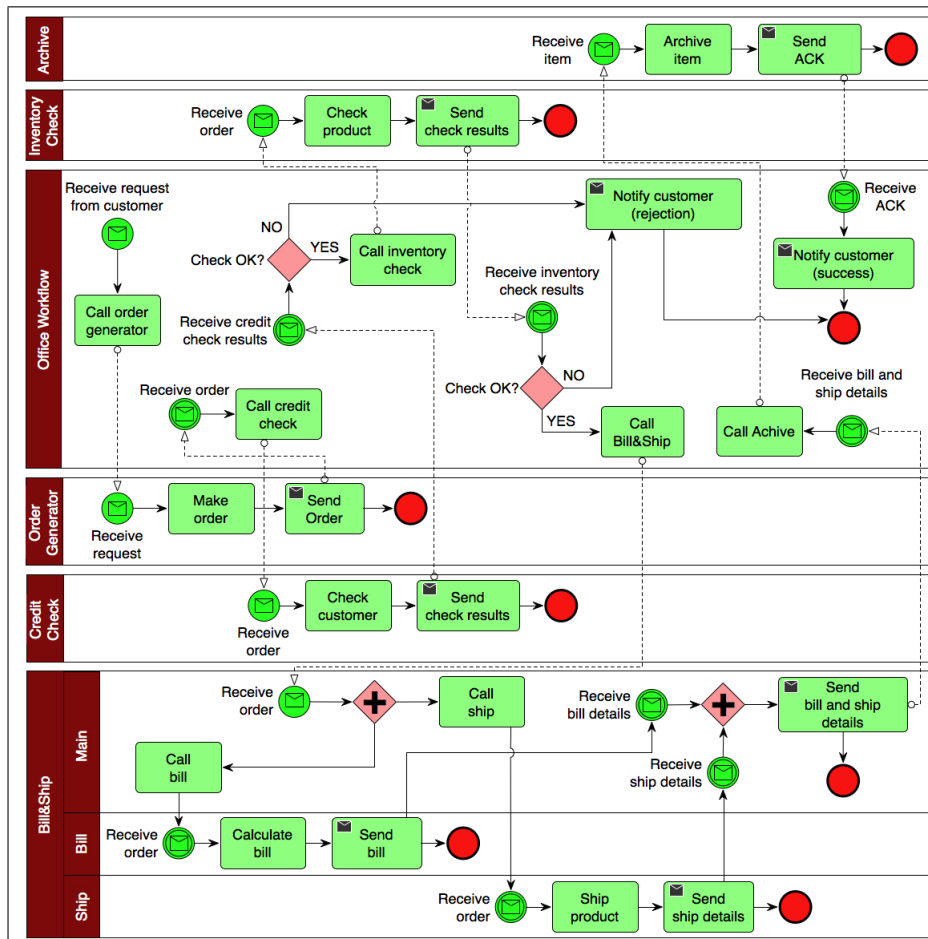 Archive
Receive
item
Archive
item
Send
ACK
Inventory
Check
Receive
order
Check
product
Send
check results
Office Workflow
Receive request
from customer
Call order
generator
NO
Check OK?
YES
Call inventory
check
Receive credit
check results
Receive order
Call credit
check
Notify customer
(rejection)
Receive inventory
check results
Check OK?
NO
YES
Call
Bill&Ship
Receive
ACK
Notify customer
(success)
Receive bill and
ship details
Call Achive
Order
Generator
Receive
request
Make
order
Send
Order
Credit
Check
Receive
order
Check
customer
Send
check results
Bill&Ship
Main
Receive
order
Call
ship
Call
bill
Receive
bill details
Receive
ship details
Send
bill and ship
details
Bill
Receive
order
Calculate
bill
Send
bill
Ship
Receive
order
Ship
product
Send
ship details